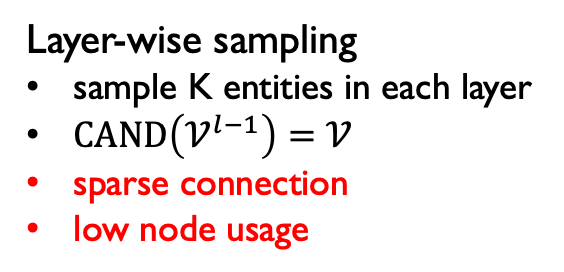 Layer-wise sampling
• sample K entities in each layer
• CAND(𝒱^{l−1}) = 𝒱
• sparse connection
• low node usage